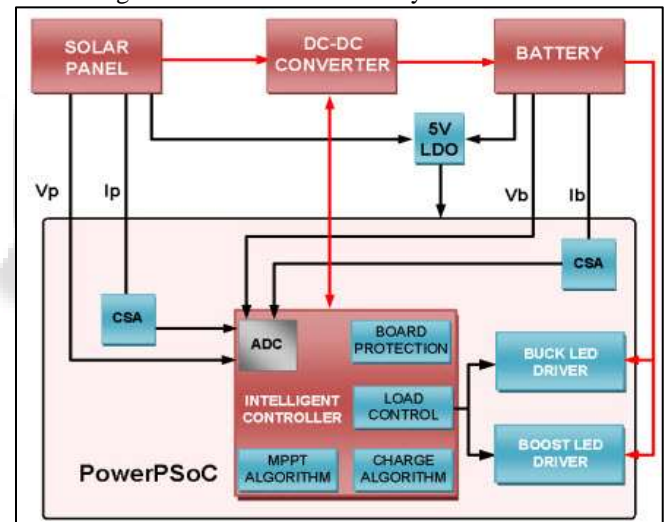 SOLAR
PANEL
DC-DC
CONVERTER
BATTERY
5V
LDO
Vp
Ip
Vb
Ib
CSA
CSA
ADC
BOARD
PROTECTION
INTELLIGENT
CONTROLLER
LOAD
CONTROL
BUCK LED
DRIVER
BOOST LED
DRIVER
MPPT
ALGORITHM
CHARGE
ALGORITHM
PowerPSoC